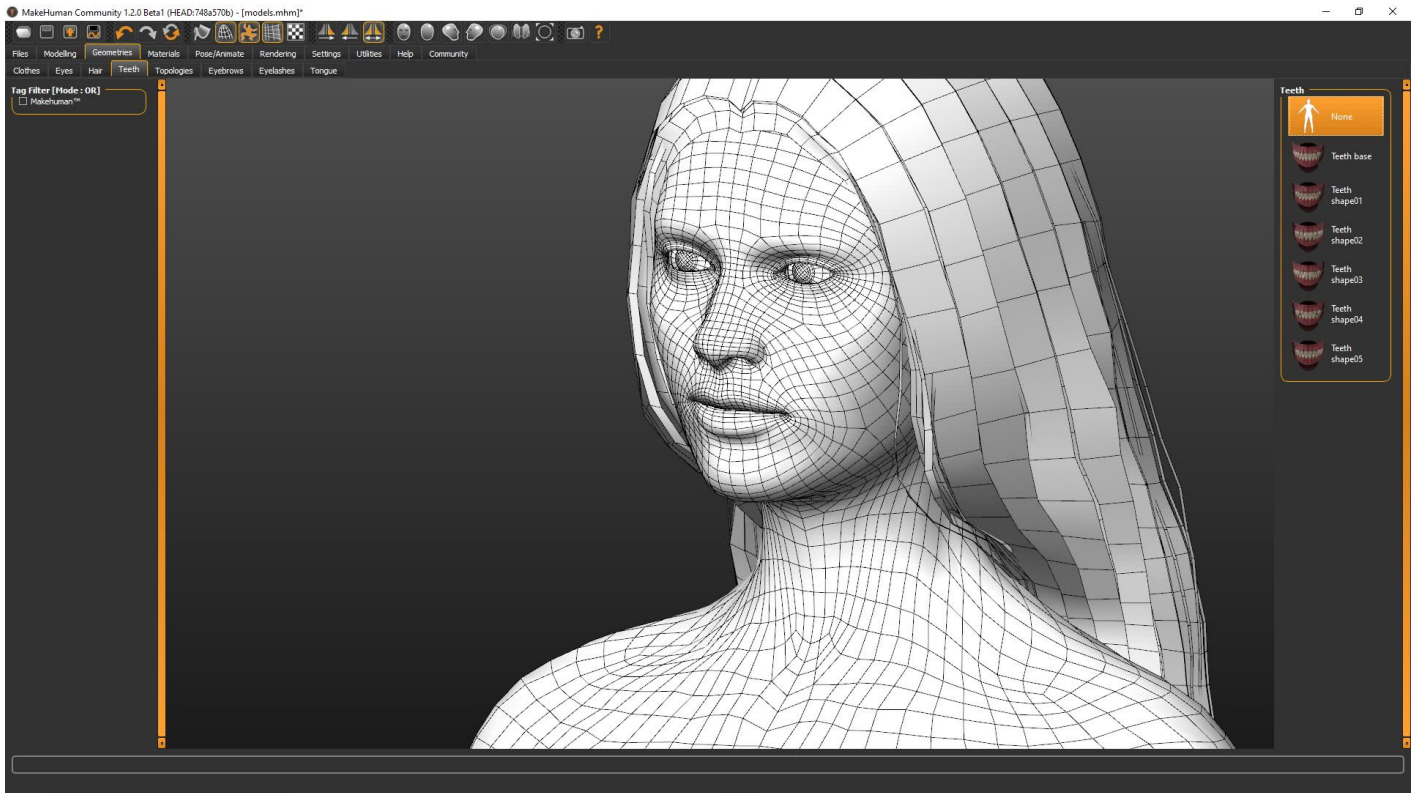 MakeHuman Community 1.2.0 Beta1 (HEAD:748a570b) - [models.mhm]*
?
Files Modelling Geometries Materials Pose/Animate Rendering Settings Utilities Help Community
Clothes Eyes Hair Teeth Topologies Eyebrows Eyelashes Tongue
Tag Filter [Mode : OR]
Makehuman™
Teeth
None
Teeth base
Teeth
shape01
Teeth
shape02
Teeth
shape03
Teeth
shape04
Teeth
shape05